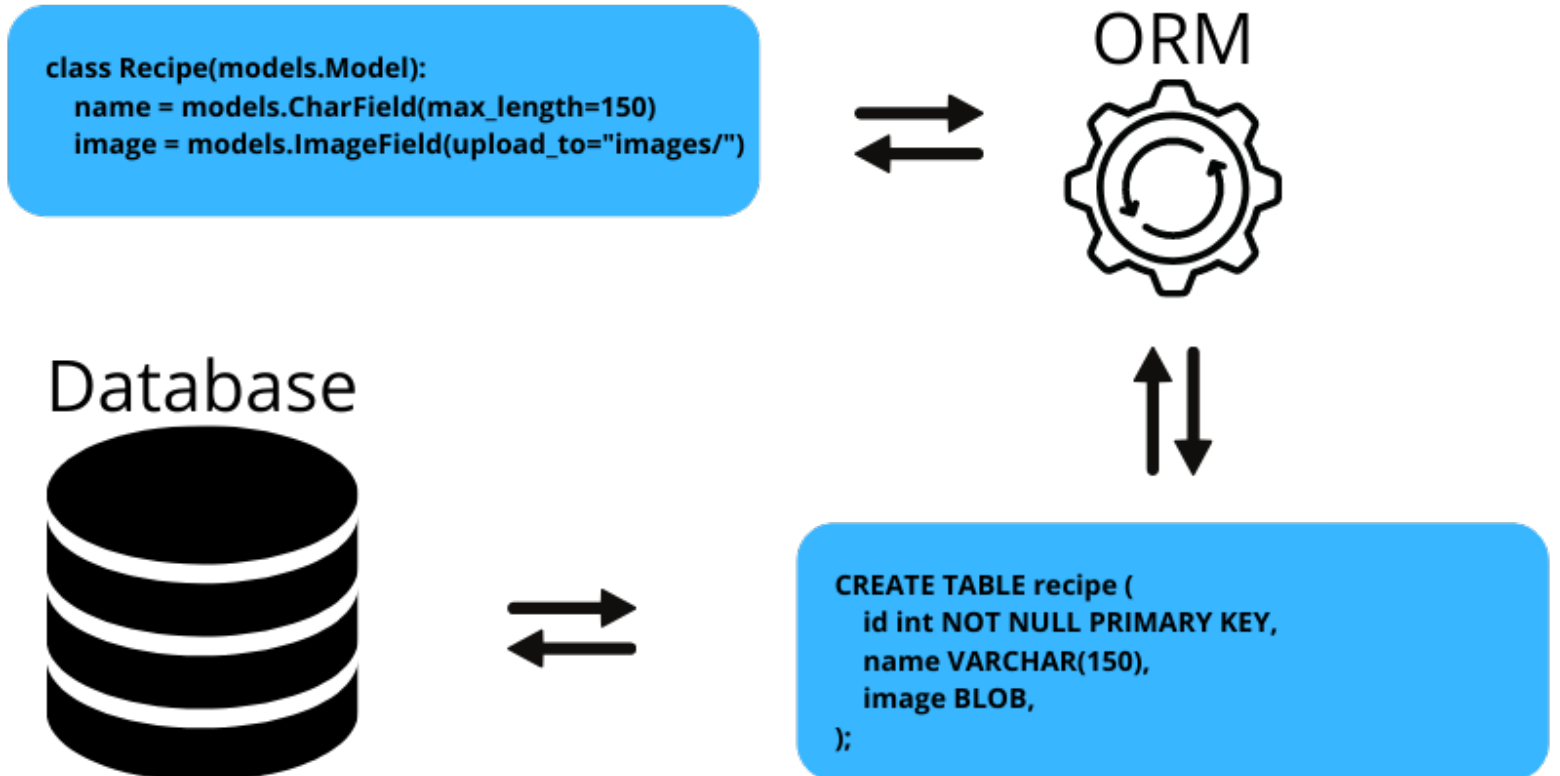 class Recipe(models.Model):
    name = models.CharField(max_length=150)
    image = models.ImageField(upload_to="images/")
ORM
Database
CREATE TABLE recipe (
    id int NOT NULL PRIMARY KEY,
    name VARCHAR(150),
    image BLOB,
);